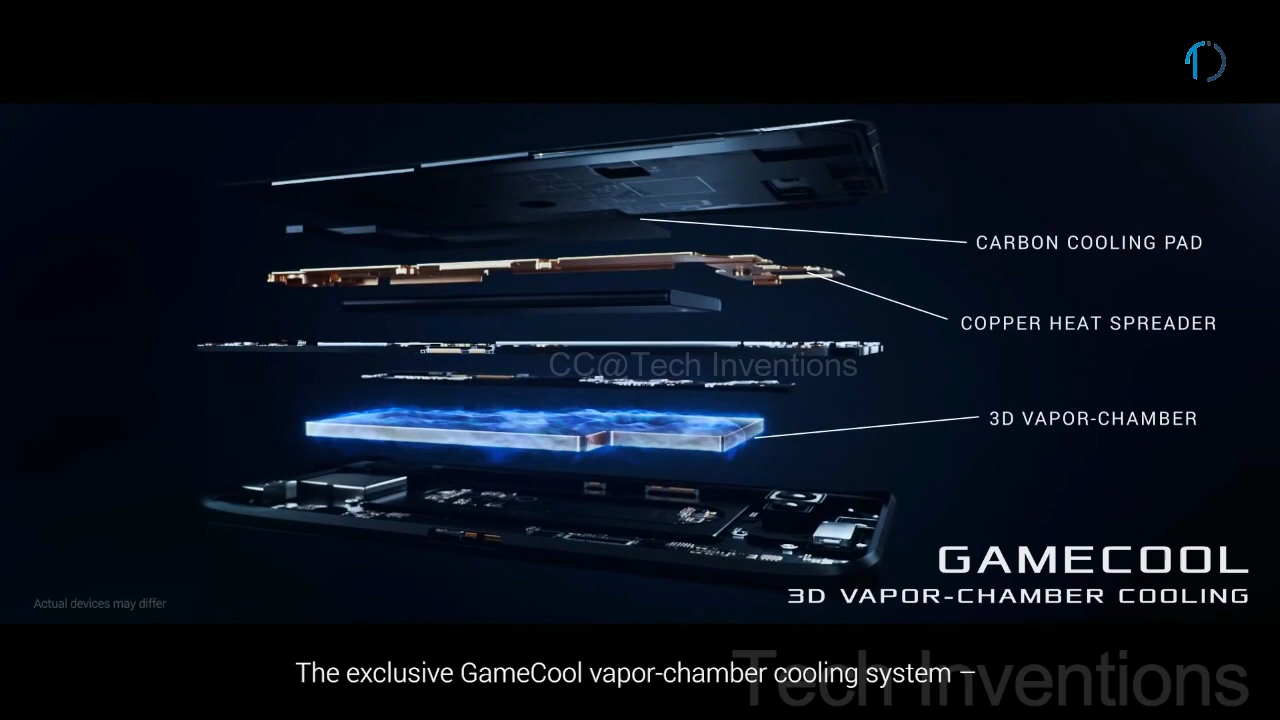 CARBON COOLING PAD
COPPER HEAT SPREADER
CC@Tech Inventions
3D VAPOR-CHAMBER
GAMECOOL
3D VAPOR-CHAMBER COOLING
Actual devices may differ
The exclusive GameCool vapor-chamber cooling system –
Tech Inventions